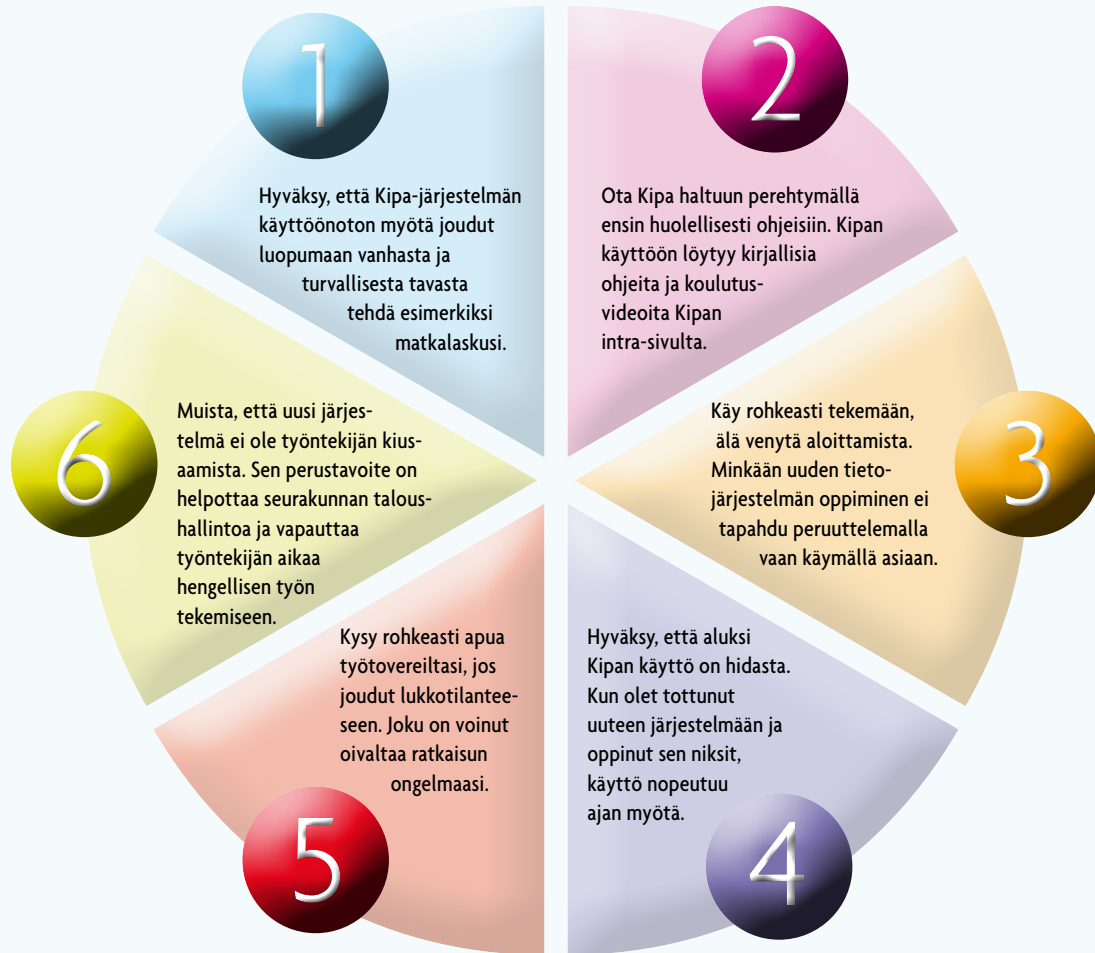 1
Hyväksy, että Kipa-järjestelmän
käyttöönoton myötä joudut
luopumaan vanhasta ja
turvallisesta tavasta
tehdä esimerkiksi
matkalaskusi.
2
Ota Kipa haltuun perehtymällä
ensin huolellisesti ohjeisiin. Kipan
käyttöön löytyy kirjallisia
ohjeita ja koulutus-
videoita Kipan
intra-sivulta.
3
Käy rohkeasti tekemään,
älä venytä aloittamista.
Minkään uuden tieto-
järjestelmän oppiminen ei
tapahdu peruuttelemalla
vaan käymällä asiaan.
4
Hyväksy, että aluksi
Kipan käyttö on hidasta.
Kun olet tottunut
uuteen järjestelmään ja
oppinut sen niksit,
käyttö nopeutuu
ajan myötä.
5
Kysy rohkeasti apua
työtovereiltasi, jos
joudut lukkotilantee-
seen. Joku on voinut
oivaltaa ratkaisun
ongelmaasi.
6
Muista, että uusi järjes-
telmä ei ole työntekijän kius-
aamista. Sen perustavoite on
helpottaa seurakunnan talous-
hallintoa ja vapauttaa
työntekijän aikaa
hengellisen työn
tekemiseen.